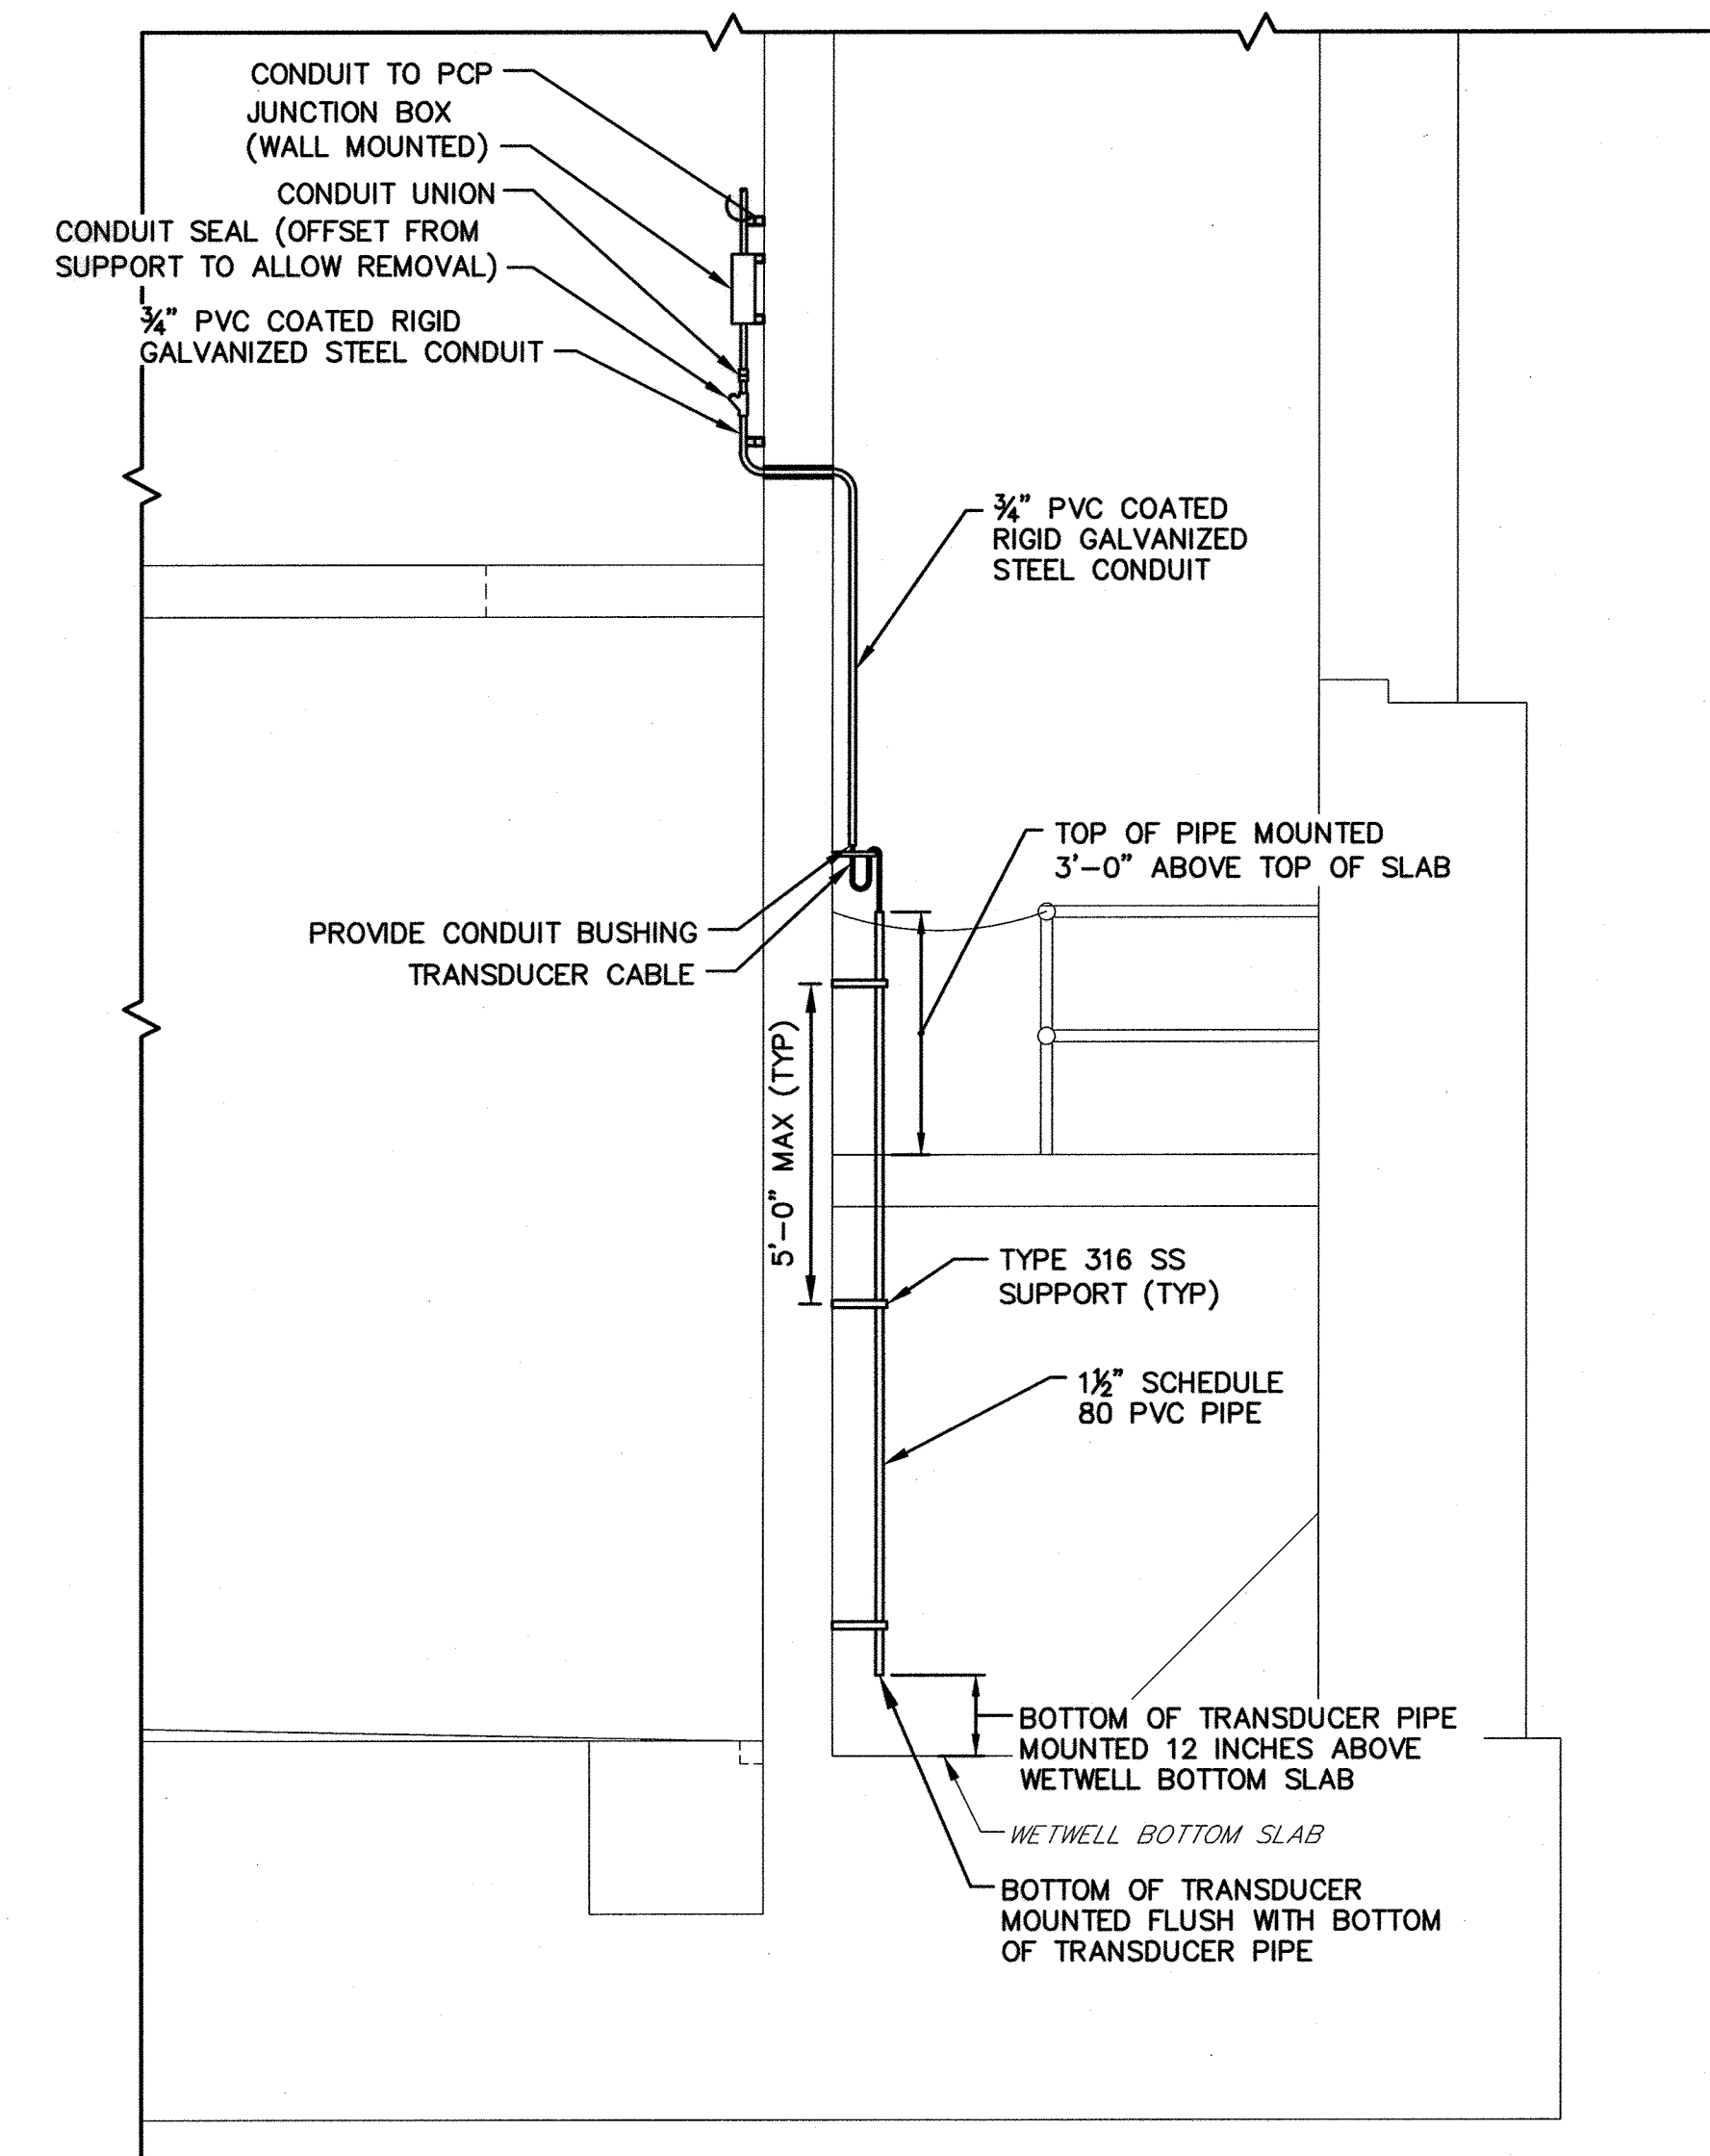 CONDUIT TO PCP
JUNCTION BOX
(WALL MOUNTED)
CONDUIT UNION
CONDUIT SEAL (OFFSET FROM
SUPPORT TO ALLOW REMOVAL)
¾" PVC COATED RIGID
GALVANIZED STEEL CONDUIT
¾" PVC COATED
RIGID GALVANIZED
STEEL CONDUIT
TOP OF PIPE MOUNTED
3'-0" ABOVE TOP OF SLAB
PROVIDE CONDUIT BUSHING
TRANSDUCER CABLE
5'-0" MAX (TYP)
TYPE 316 SS
SUPPORT (TYP)
1½" SCHEDULE
80 PVC PIPE
BOTTOM OF TRANSDUCER PIPE
MOUNTED 12 INCHES ABOVE
WETWELL BOTTOM SLAB
WETWELL BOTTOM SLAB
BOTTOM OF TRANSDUCER
MOUNTED FLUSH WITH BOTTOM
OF TRANSDUCER PIPE